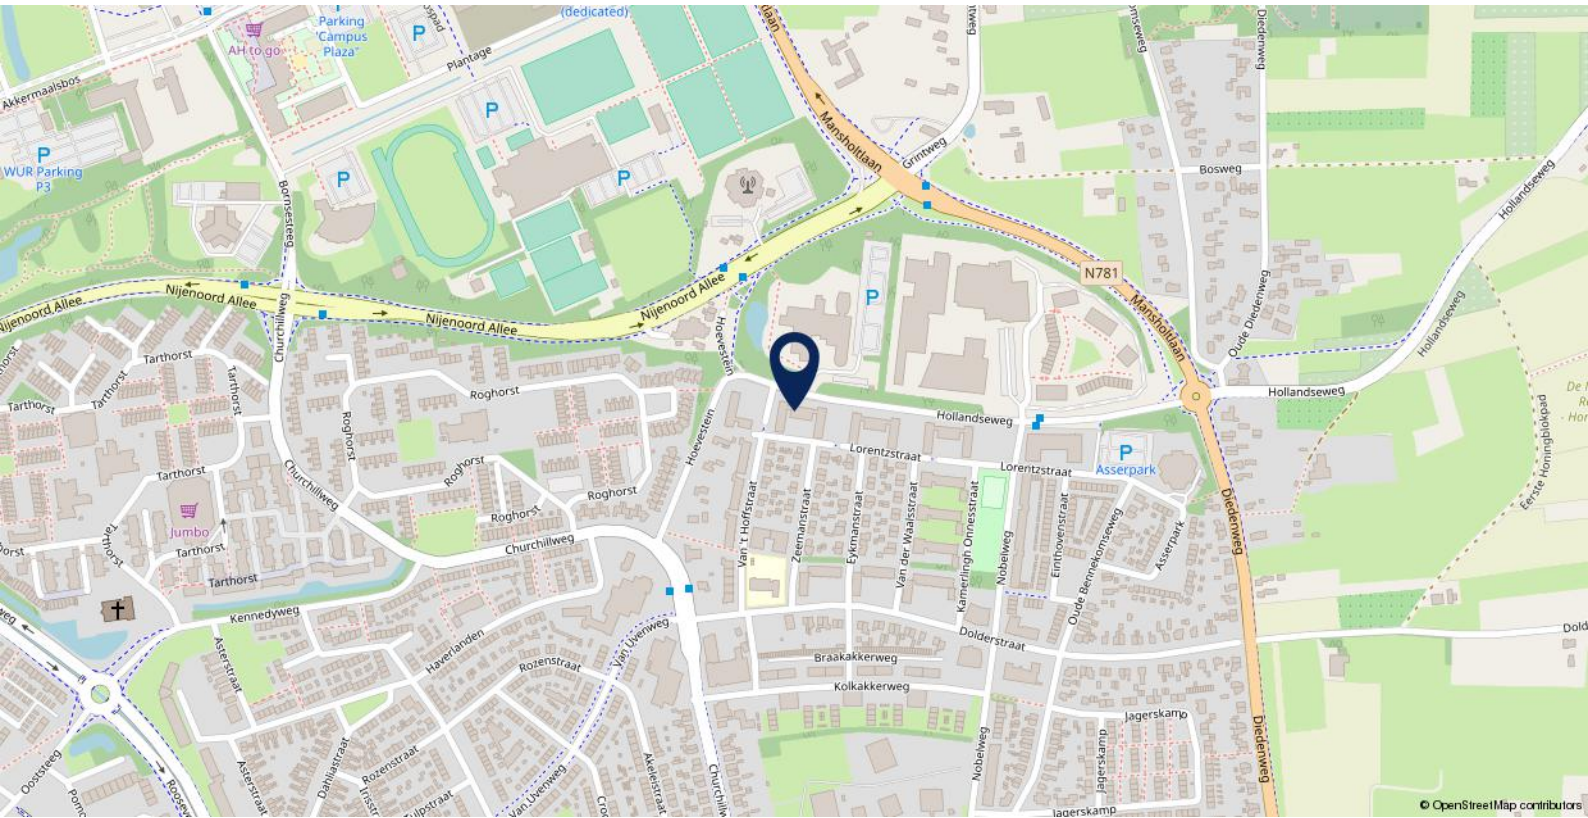 (dedicated)
Parking
"Campus
Plaza"
AH to go
Plantage
Akkermaalsbos
WUR Parking
P3
P
P
P
P
P
P
P
Bornsesteeg
Mansholtlaan
Grintweg
Diedenweg
Bosweg
Hollandseweg
N781
Nijenoord Allee
Nijenoord Allee
Nijenoord Allee
Churchillweg
Hoevestein
Mansholtlaan
Oude Diedenweg
Hollandseweg
Tarthorst
Tarthorst
Tarthorst
Tarthorst
Roghorst
Roghorst
Hollandseweg
Hollandseweg
Hoevestein
Lorentzstraat
Lorentzstraat
Asserpark
Eerste Honingblokpad
Roghorst
Tarthorst
Churchillweg
Roghorst
Roghorst
Jumbo
Tarthorst
Tarthorst
Tarthorst
Churchillweg
Van 't Hoffstraat
Zeemanstraat
Eykmanstraat
Van der Waalsstraat
Kamerlingh Onnesstraat
Nobelweg
Einthovenstraat
Oude Bennekomseweg
Asserpark
Diedenweg
Kennedyweg
Haverlanden
Van Uvenweg
Dolderstraat
Asterstraat
Rozenstraat
Braakakkerweg
Kolkakkerweg
Jagerskamp
Jagerskamp
Ooststeeg
Asterstraat
Dahliastraat
Rozenstraat
Van Uvenweg
Akeleistraat
Nobelweg
Diedenweg
Jagerskamp
© OpenStreetMap contributors